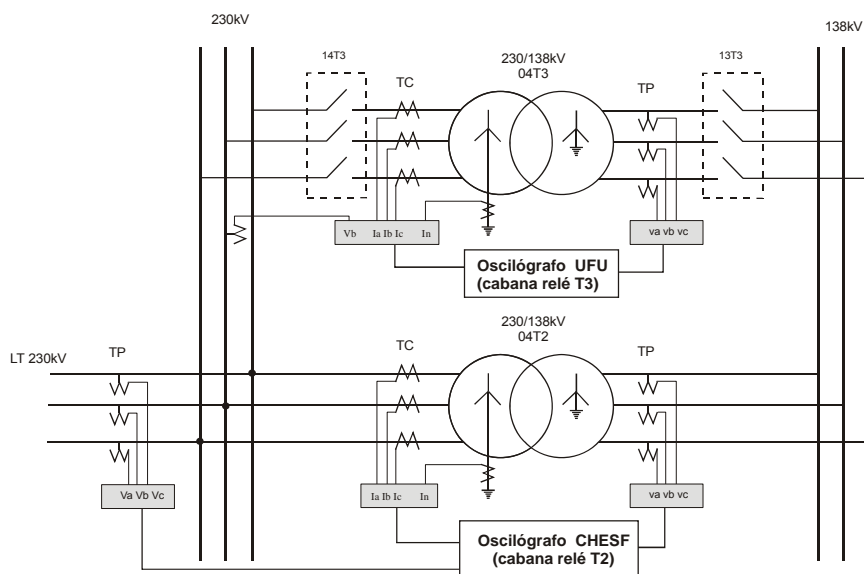 230kV
138kV
14T3
230/138kV
04T3
13T3
TC
TP
Vb Ia Ib Ic In
va vb vc
Oscilógrafo UFU
(cabana relé T3)
230/138kV
04T2
LT 230kV
TP
TC
TP
Va Vb Vc
Ia Ib Ic In
va vb vc
Oscilógrafo CHESF
(cabana relé T2)